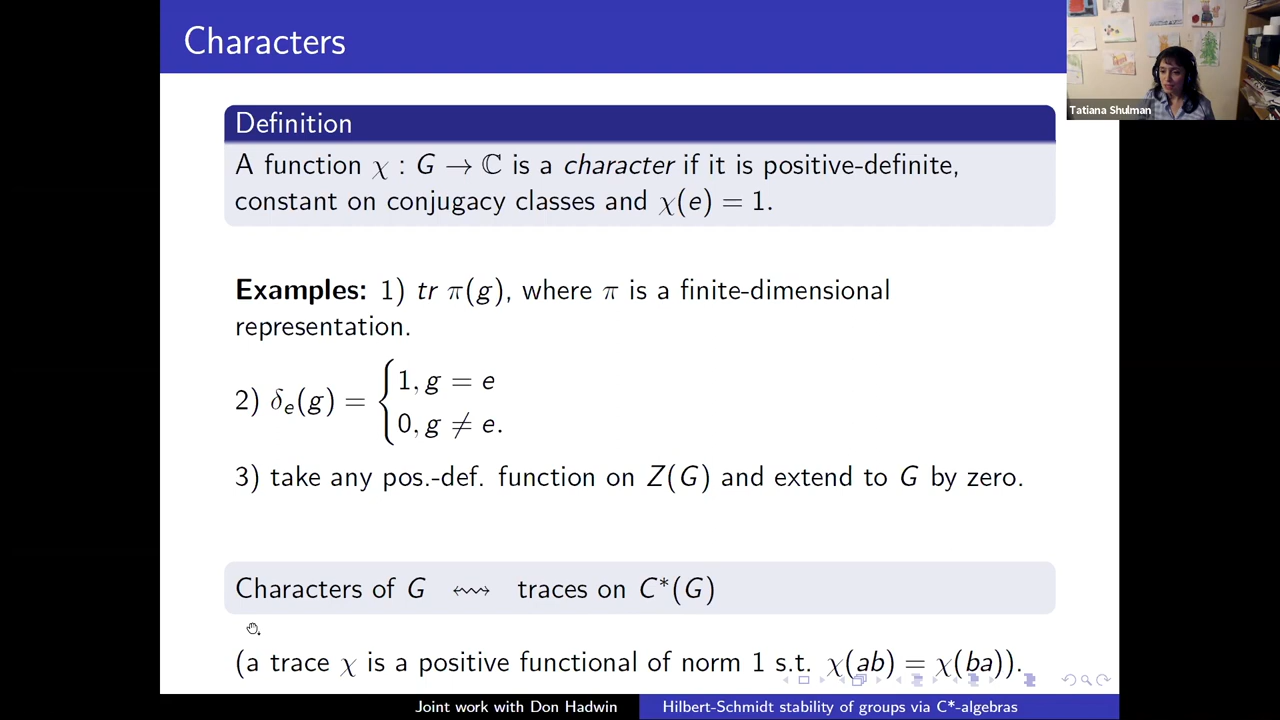 Characters
Tatiana Shulman
Definition
A function χ : G → ℂ is a character if it is positive-definite,
constant on conjugacy classes and χ(e) = 1.
Examples: 1) tr π(g), where π is a finite-dimensional
representation.
2) δₑ(g) = { 1, g = e
0, g ≠ e.
3) take any pos.-def. function on Z(G) and extend to G by zero.
Characters of G ↭ traces on C*(G)
(a trace χ is a positive functional of norm 1 s.t. χ(ab) = χ(ba)).
Joint work with Don Hadwin Hilbert-Schmidt stability of groups via C*-algebras